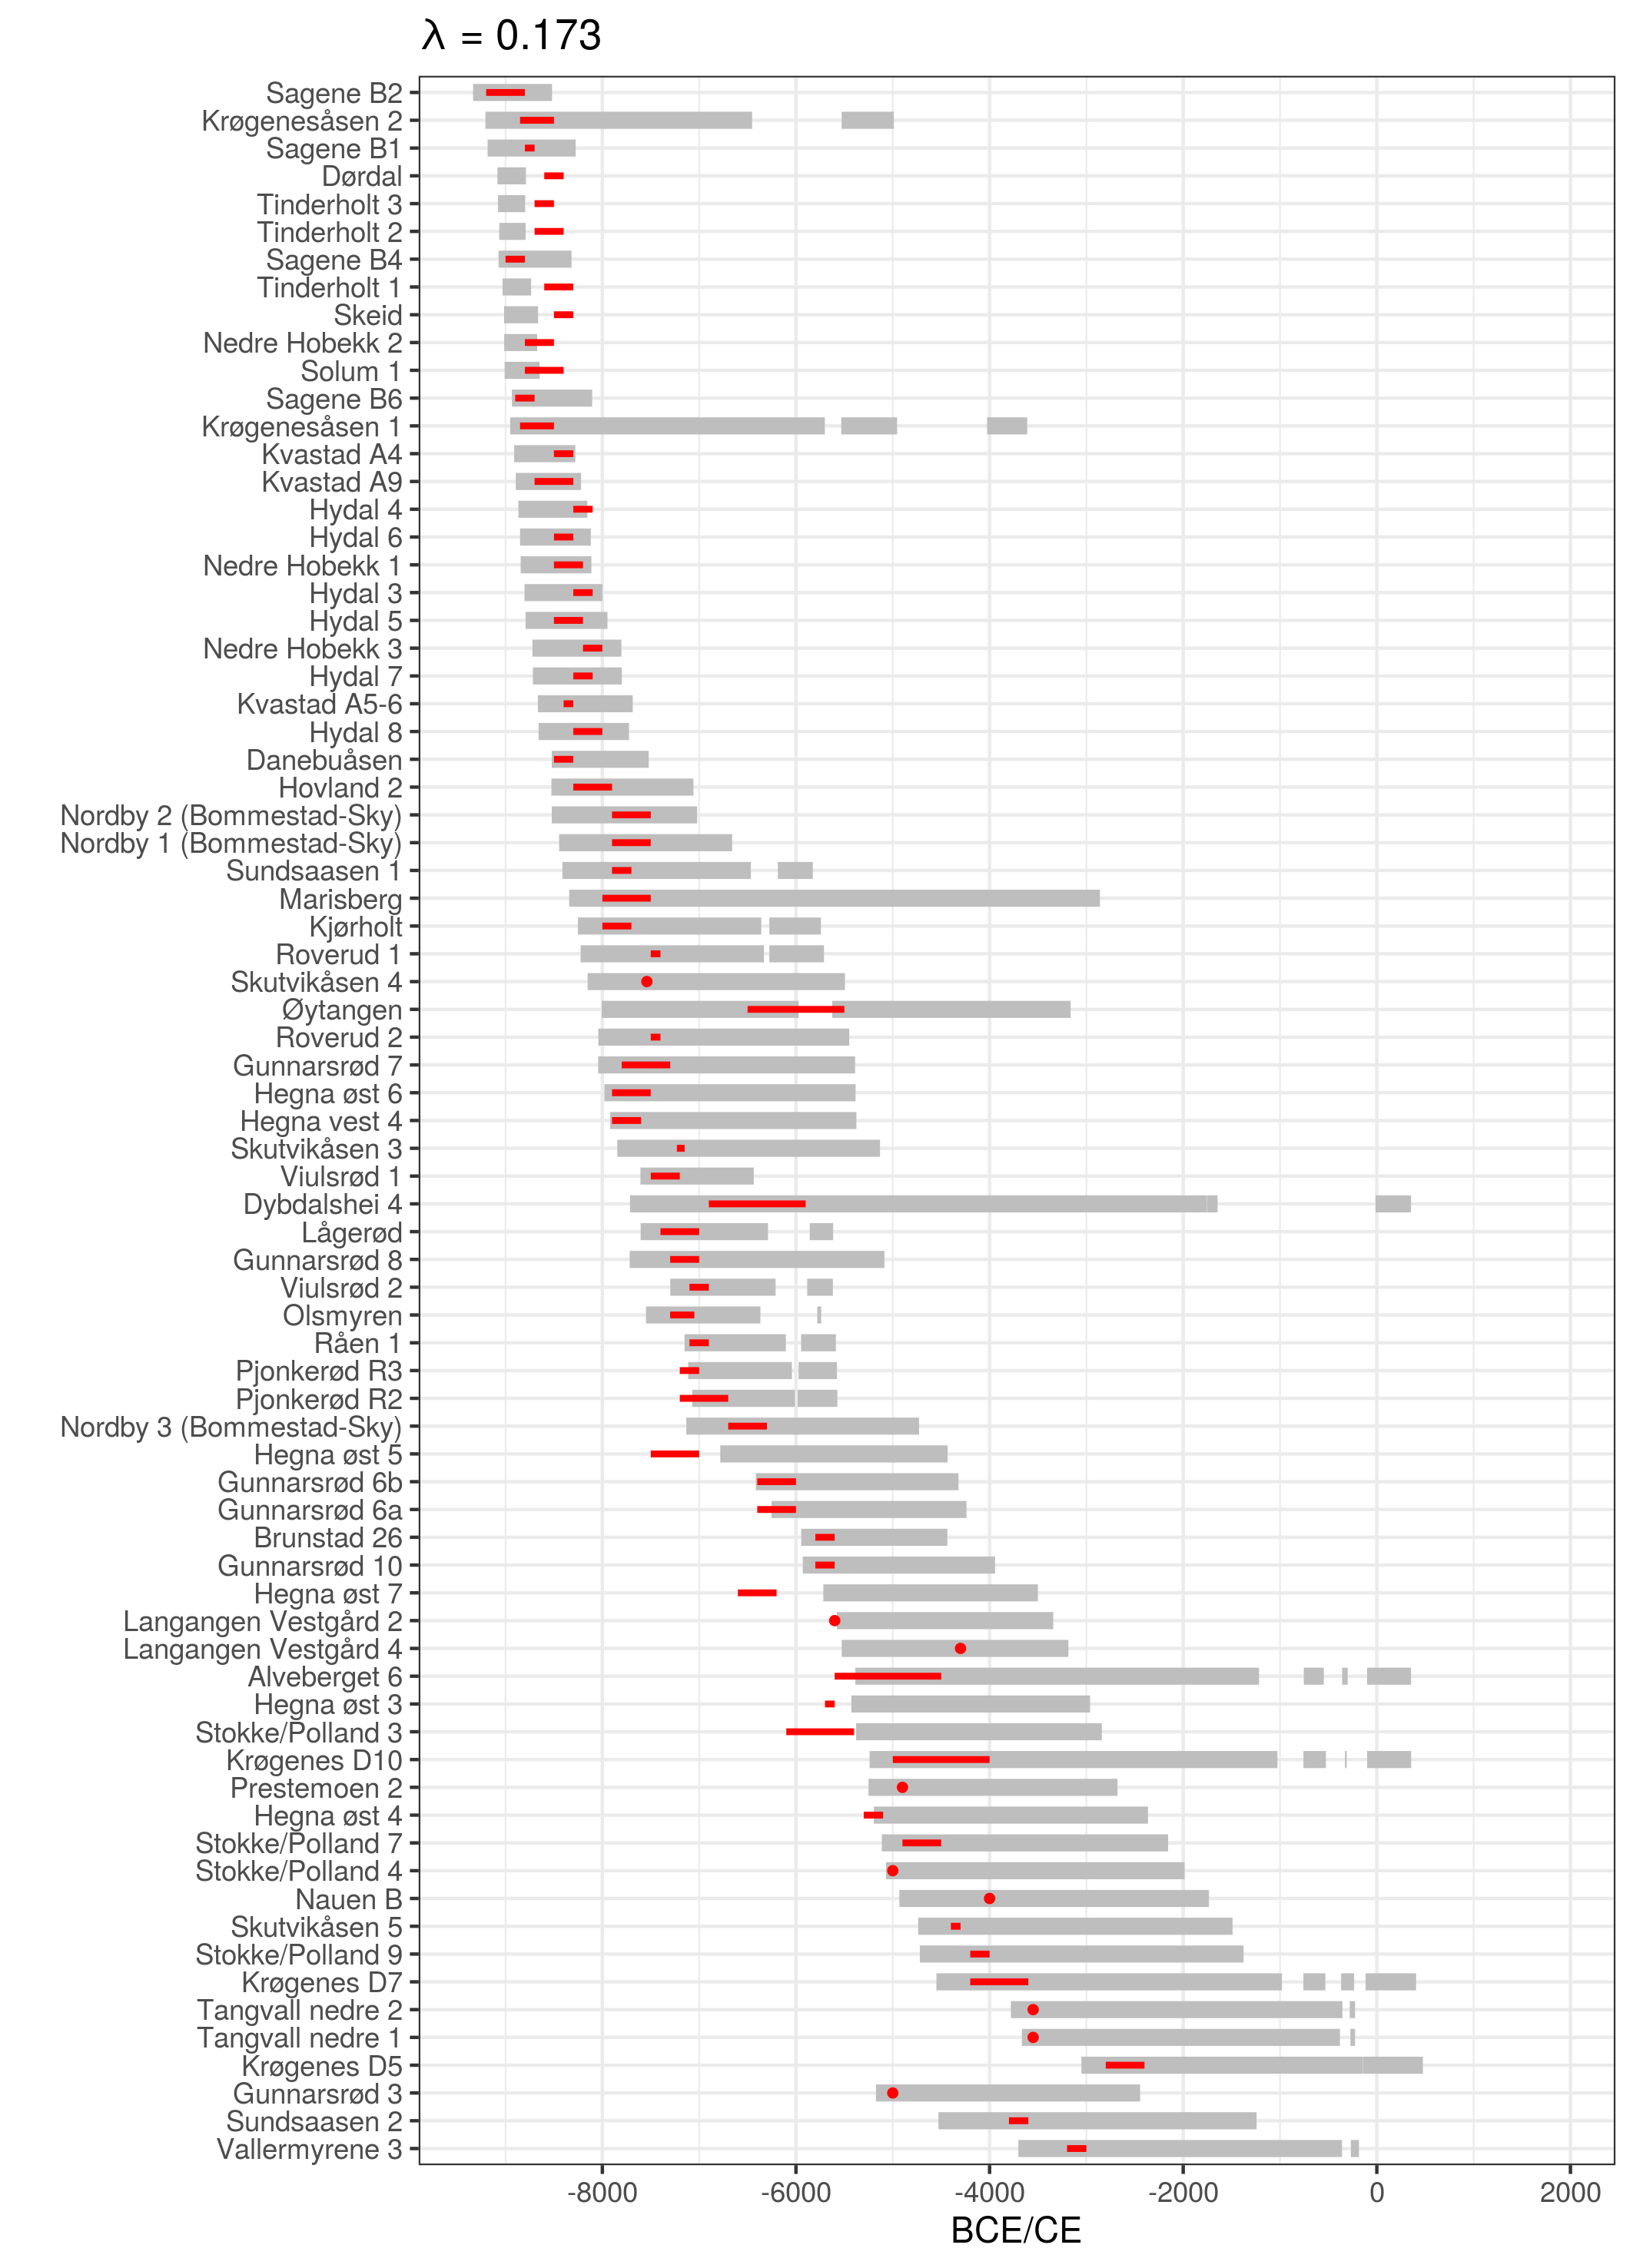 λ = 0.173
Sagene B2
Krøgenesåsen 2
Sagene B1
Dørdal
Tinderholt 3
Tinderholt 2
Sagene B4
Tinderholt 1
Skeid
Nedre Hobekk 2
Solum 1
Sagene B6
Krøgenesåsen 1
Kvastad A4
Kvastad A9
Hydal 4
Hydal 6
Nedre Hobekk 1
Hydal 3
Hydal 5
Nedre Hobekk 3
Hydal 7
Kvastad A5-6
Hydal 8
Danebuåsen
Hovland 2
Nordby 2 (Bommestad-Sky)
Nordby 1 (Bommestad-Sky)
Sundsaasen 1
Marisberg
Kjørholt
Roverud 1
Skutvikåsen 4
Øytangen
Roverud 2
Gunnarsrød 7
Hegna øst 6
Hegna vest 4
Skutvikåsen 3
Viulsrød 1
Dybdalshei 4
Lågerød
Gunnarsrød 8
Viulsrød 2
Olsmyren
Råen 1
Pjonkerød R3
Pjonkerød R2
Nordby 3 (Bommestad-Sky)
Hegna øst 5
Gunnarsrød 6b
Gunnarsrød 6a
Brunstad 26
Gunnarsrød 10
Hegna øst 7
Langangen Vestgård 2
Langangen Vestgård 4
Alveberget 6
Hegna øst 3
Stokke/Polland 3
Krøgenes D10
Prestemoen 2
Hegna øst 4
Stokke/Polland 7
Stokke/Polland 4
Nauen B
Skutvikåsen 5
Stokke/Polland 9
Krøgenes D7
Tangvall nedre 2
Tangvall nedre 1
Krøgenes D5
Gunnarsrød 3
Sundsaasen 2
Vallermyrene 3
-8000 -6000 -4000 -2000 0 2000
BCE/CE